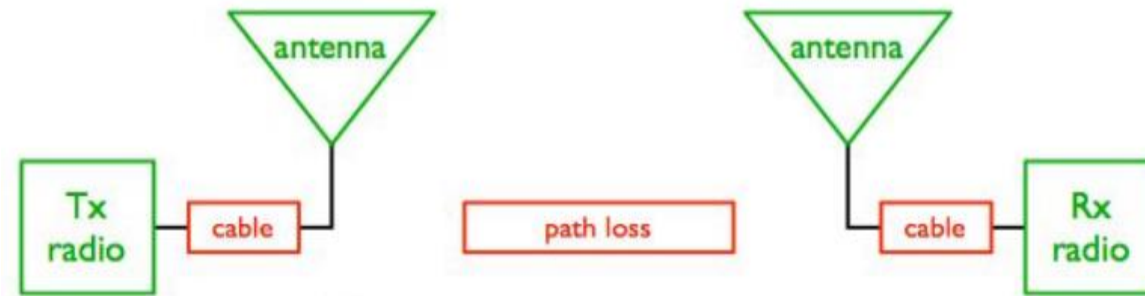 antenna
antenna
Tx
radio
cable
path loss
cable
Rx
radio